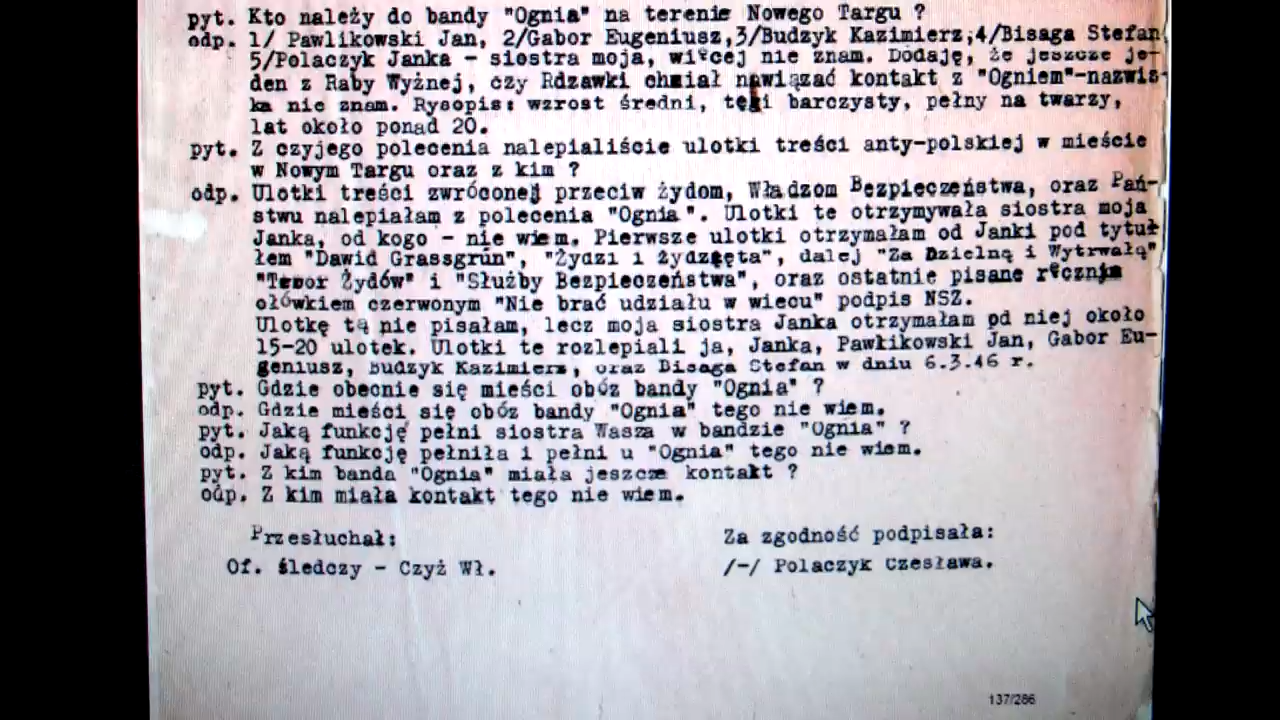 pyt. Kto należy do bandy "Ognia" na terenie Nowego Targu ?
odp. 1/ Pawlikowski Jan, 2/Gabor Eugeniusz,3/Budzyk Kazimierz,4/Bisaga Stefan
5/Polaczyk Janka - siostra moja, więcej nie znam. Dodaję, że jeszcze je-
den z Raby Wyżnej, czy Rdzawki chciał nawiązać kontakt z "Ogniem"-nazwis-
ka nie znam. Rysopis: wzrost średni, tęgi barczysty, pełny na twarzy,
lat około ponad 20.
pyt. Z czyjego polecenia nalepialiście ulotki treści anty-polskiej w mieście
w Nowym Targu oraz z kim ?
odp. Ulotki treści zwróconej przeciw żydom, Władzom Bezpieczeństwa, oraz Pań-
stwu nalepiałam z polecenia "Ognia". Ulotki te otrzymywała siostra moja
Janka, od kogo - nie wiem. Pierwsze ulotki otrzymałam od Janki pod tytu-
łem "Dawid Grassgrün", "Żydzi i żydzęta", dalej "Za Dzielną i Wytrwałą"
"Terror Żydów" i "Służby Bezpieczeństwa", oraz ostatnie pisane ręcznie
ołówkiem czerwonym "Nie brać udziału w wiecu" podpis NSZ.
Ulotkę tą nie pisałam, lecz moja siostra Janka otrzymałam od niej około
15-20 ulotek. Ulotki te rozlepiali ja, Janka, Pawlikowski Jan, Gabor Eu-
geniusz, Budzyk Kazimierz, oraz Bisaga Stefan w dniu 6.3.46 r.
pyt. Gdzie obecnie się mieści obóz bandy "Ognia" ?
odp. Gdzie mieści się obóz bandy "Ognia" tego nie wiem.
pyt. Jaką funkcję pełni siostra Wasza w bandzie "Ognia" ?
odp. Jaką funkcję pełniła i pełni u "Ognia" tego nie wiem.
pyt. Z kim banda "Ognia" miała jeszcze kontakt ?
odp. Z kim miała kontakt tego nie wiem.
Przesłuchał: Za zgodność podpisała:
Of. śledczy - Czyż Wł. /-/ Polaczyk Czesława.
137/286